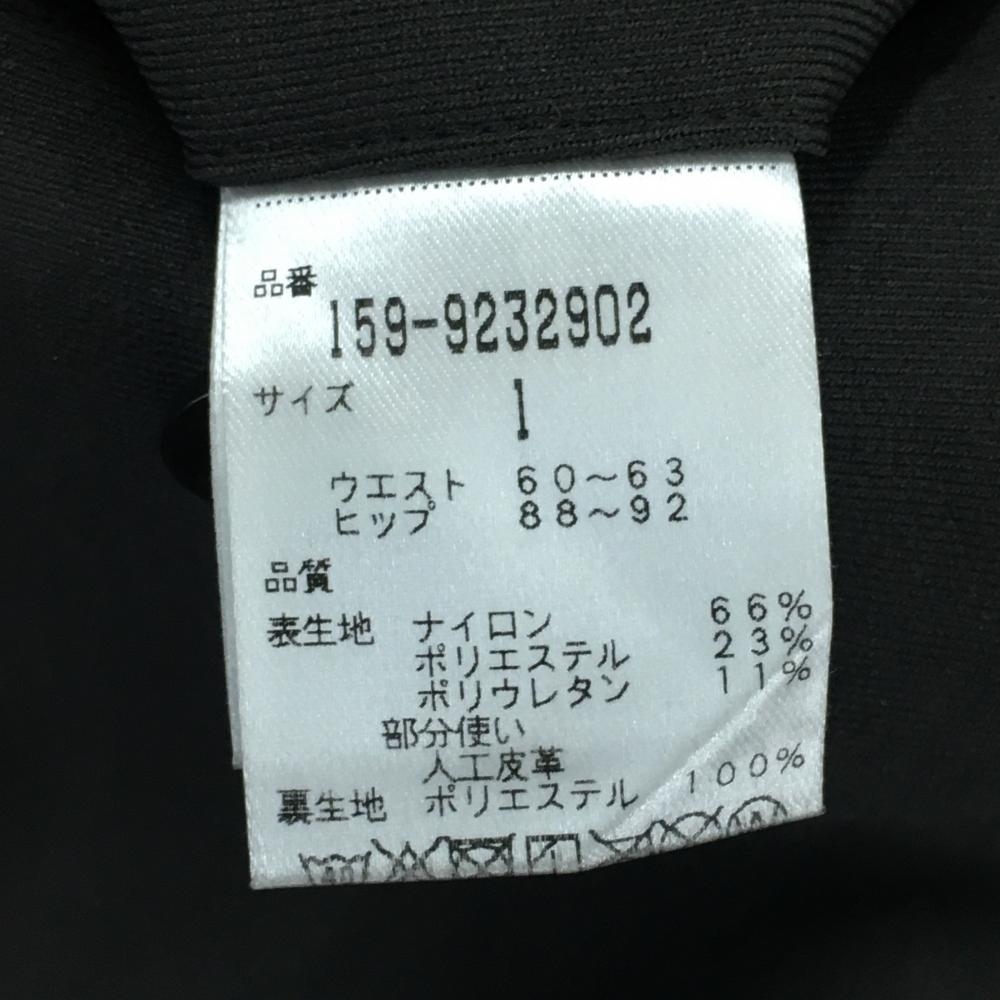 品番
159-9232902
サイズ 1
ウエスト 60～63
ヒップ 88～92
品質
表生地 ナイロン 66%
ポリエステル 23%
ポリウレタン 11%
部分使い
人工皮革
裏生地 ポリエステル 100%